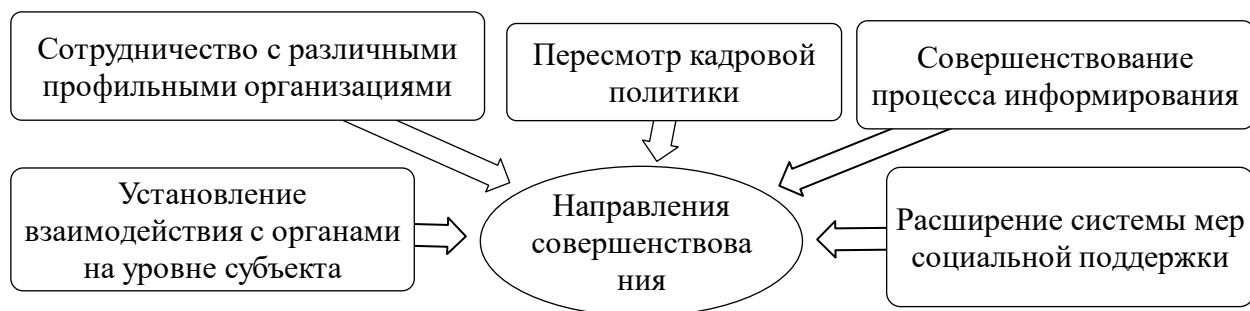 Сотрудничество с различными
профильными организациями
Пересмотр кадровой
политики
Совершенствование
процесса информирования
Установление
взаимодействия с органами
на уровне субъекта
Направления
совершенствова
ния
Расширение системы мер
социальной поддержки